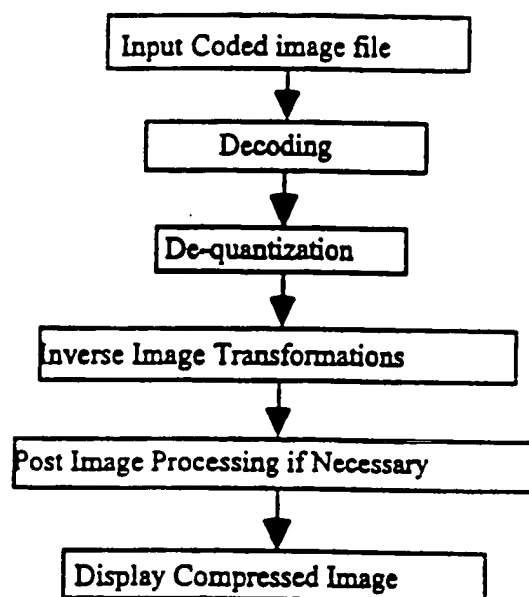 Input Coded image file
Decoding
De-quantization
Inverse Image Transformations
Post Image Processing if Necessary
Display Compressed Image